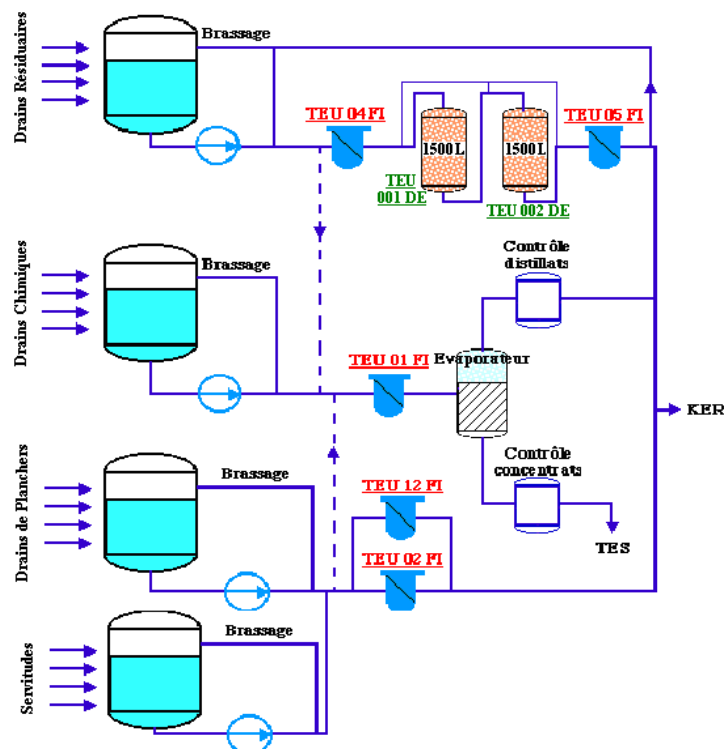 Drains Résiduaires
Brassage
TEU 04 FI
TEU 05 FI
1500 L
1500 L
TEU
001 DE
TEU 002 DE
Drains Chimiques
Brassage
Contrôle
distillats
TEU 01 FI
Evaporateur
KER
Contrôle
concentrats
Drains de Planchers
Brassage
TEU 12 FI
TES
TEU 02 FI
Servitudes
Brassage